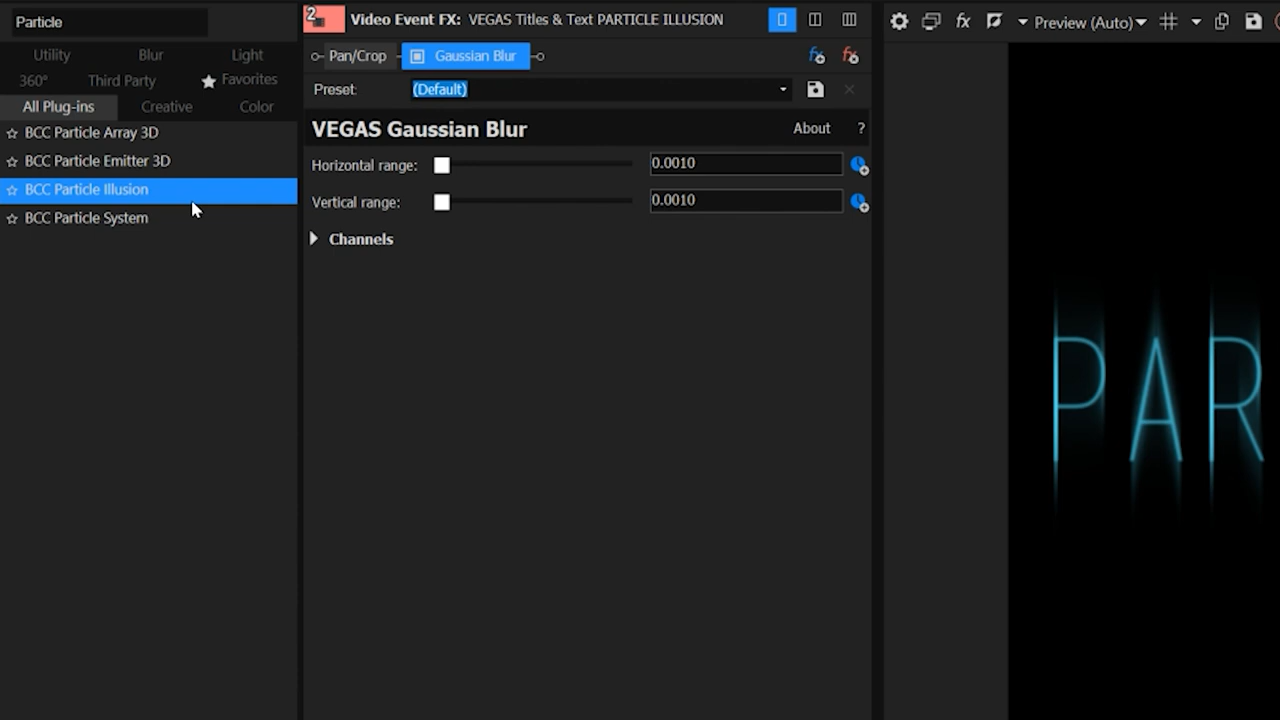 Particle
Utility Blur Light
360° Third Party Favorites
All Plug-ins Creative Color
BCC Particle Array 3D
BCC Particle Emitter 3D
BCC Particle Illusion
BCC Particle System
2 Video Event FX: VEGAS Titles & Text PARTICLE ILLUSION
Pan/Crop Gaussian Blur
Preset: (Default)
VEGAS Gaussian Blur About ?
Horizontal range: 0.0010
Vertical range: 0.0010
Channels
fx Preview (Auto)
PAR